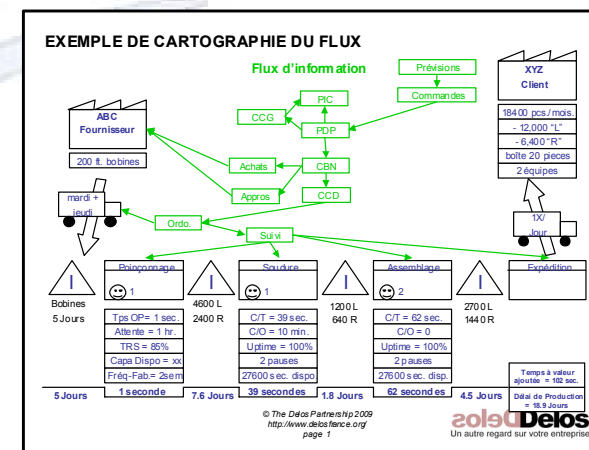 EXEMPLE DE CARTOGRAPHIE DU FLUX
Flux d'information
Prévisions
Commandes
XYZ
Client
PIC
CCG
PDP
ABC
Fournisseur
18400 pcs./mois.
- 12,000 "L"
- 6,400 "R"
boîte 20 pieces
2 équipes
200 ft. bobines
Achats
CBN
Appros
CCD
mardi +
jeudi
Ordo.
Suivi
1X/
Jour
I
Bobines
5 Jours
Poinçonnage
1
Tps OP= 1 sec.
Attente = 1 hr.
TRS = 85%
Capa Dispo = xx
Fréq-Fab.= 2sem
I
4600 L
2400 R
Soudure
1
C/T = 39 sec.
C/O = 10 min.
Uptime = 100%
2 pauses
27600 sec. dispo
I
1200 L
640 R
Assemblage
2
C/T = 62 sec.
C/O = 0
Uptime = 100%
2 pauses
27600 sec. disp.
I
2700 L
1440 R
Expédition
5 Jours
1 seconde
7.6 Jours
39 secondes
1.8 Jours
62 secondes
4.5 Jours
Temps à valeur
ajoutée = 102 sec.
Délai de Production
= 18.9 Jours
© The Delos Partnership 2009
http://www.delosfrance.org/
page 1
Delos Delos
Un autre regard sur votre entreprise